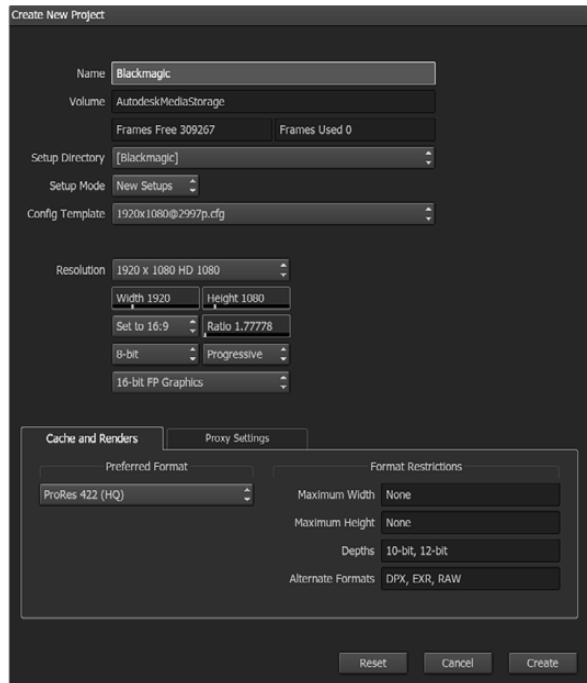 Create New Project
Name Blackmagic
Volume AutodeskMediaStorage
Frames Free 309267 Frames Used 0
Setup Directory [Blackmagic]
Setup Mode New Setups
Config Template 1920x1080@2997p.cfg
Resolution 1920 x 1080 HD 1080
Width 1920 Height 1080
Set to 16:9 Ratio 1.77778
8-bit Progressive
16-bit FP Graphics
Cache and Renders Proxy Settings
Preferred Format Format Restrictions
ProRes 422 (HQ) Maximum Width None
Maximum Height None
Depths 10-bit, 12-bit
Alternate Formats DPX, EXR, RAW
Reset Cancel Create